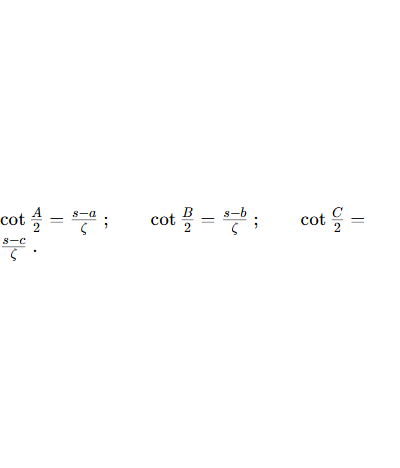 cot A/2 = s−a/ζ ; cot B/2 = s−b/ζ ; cot C/2 =
s−c/ζ .